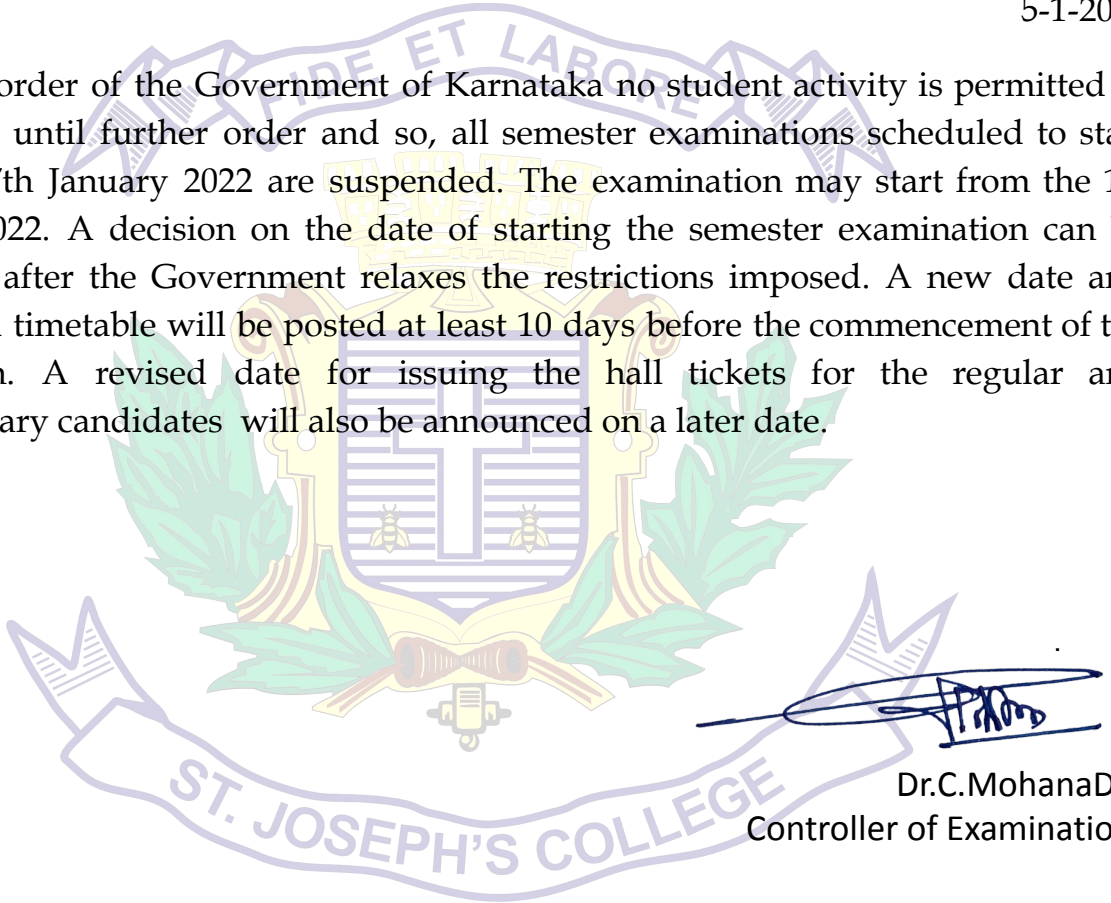 5-1-20
FIDE ET LABORE
order of the Government of Karnataka no student activity is permitted
until further order and so, all semester examinations scheduled to sta
7th January 2022 are suspended. The examination may start from the 1
022. A decision on the date of starting the semester examination can
after the Government relaxes the restrictions imposed. A new date an
timetable will be posted at least 10 days before the commencement of t
n. A revised date for issuing the hall tickets for the regular an
ary candidates will also be announced on a later date.
Dr.C.MohanaD
Controller of Examinatio
ST. JOSEPH'S COLLEGE